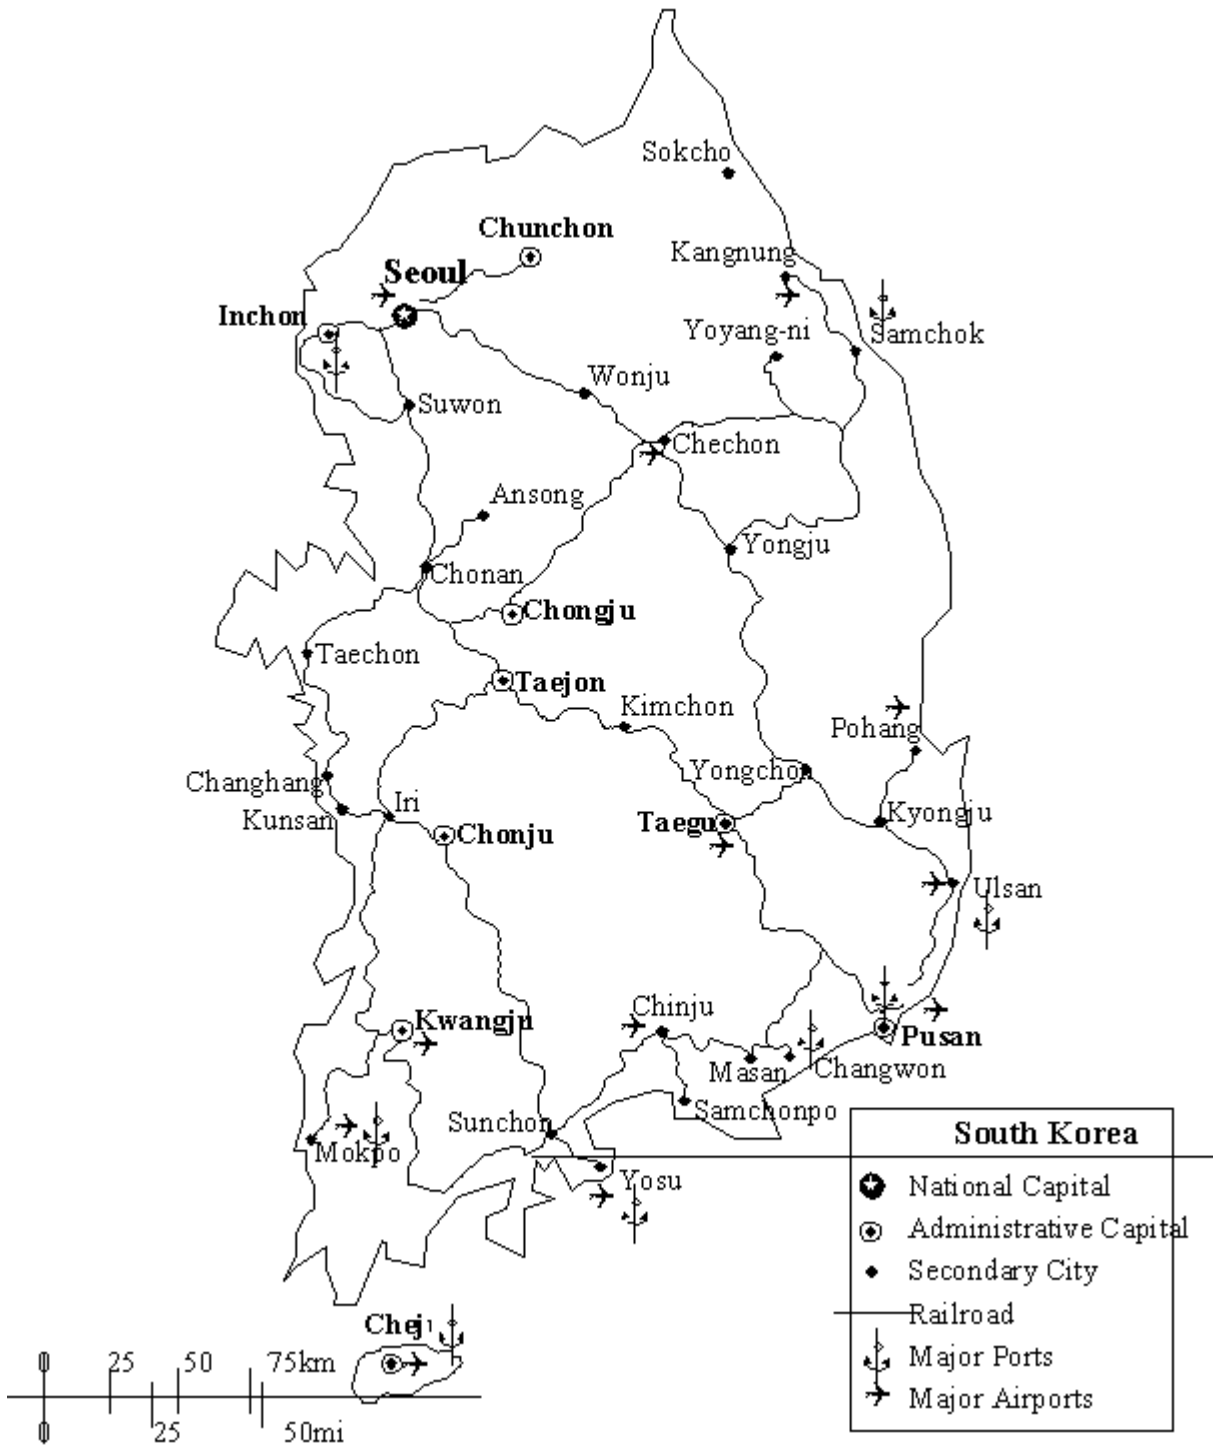 Sokcho
Chunchon
Kangnung
Seoul
Inchon
Yoyang-ni
Samchok
Wonju
Suwon
Chechon
Ansong
Yongju
Chonan
Chongju
Taechon
Taejon
Kimchon
Pohang
Yongchon
Changhang
Iri
Kunsan
Taegu
Kyongju
Chonju
Ulsan
Chinju
Kwangju
Pusan
Masan
Changwon
Samchonpo
Sunchon
Mokpo
Yosu
South Korea
National Capital
Administrative Capital
Secondary City
Railroad
Major Ports
Major Airports
Cheju
0 25 50 75km
0 25 50mi